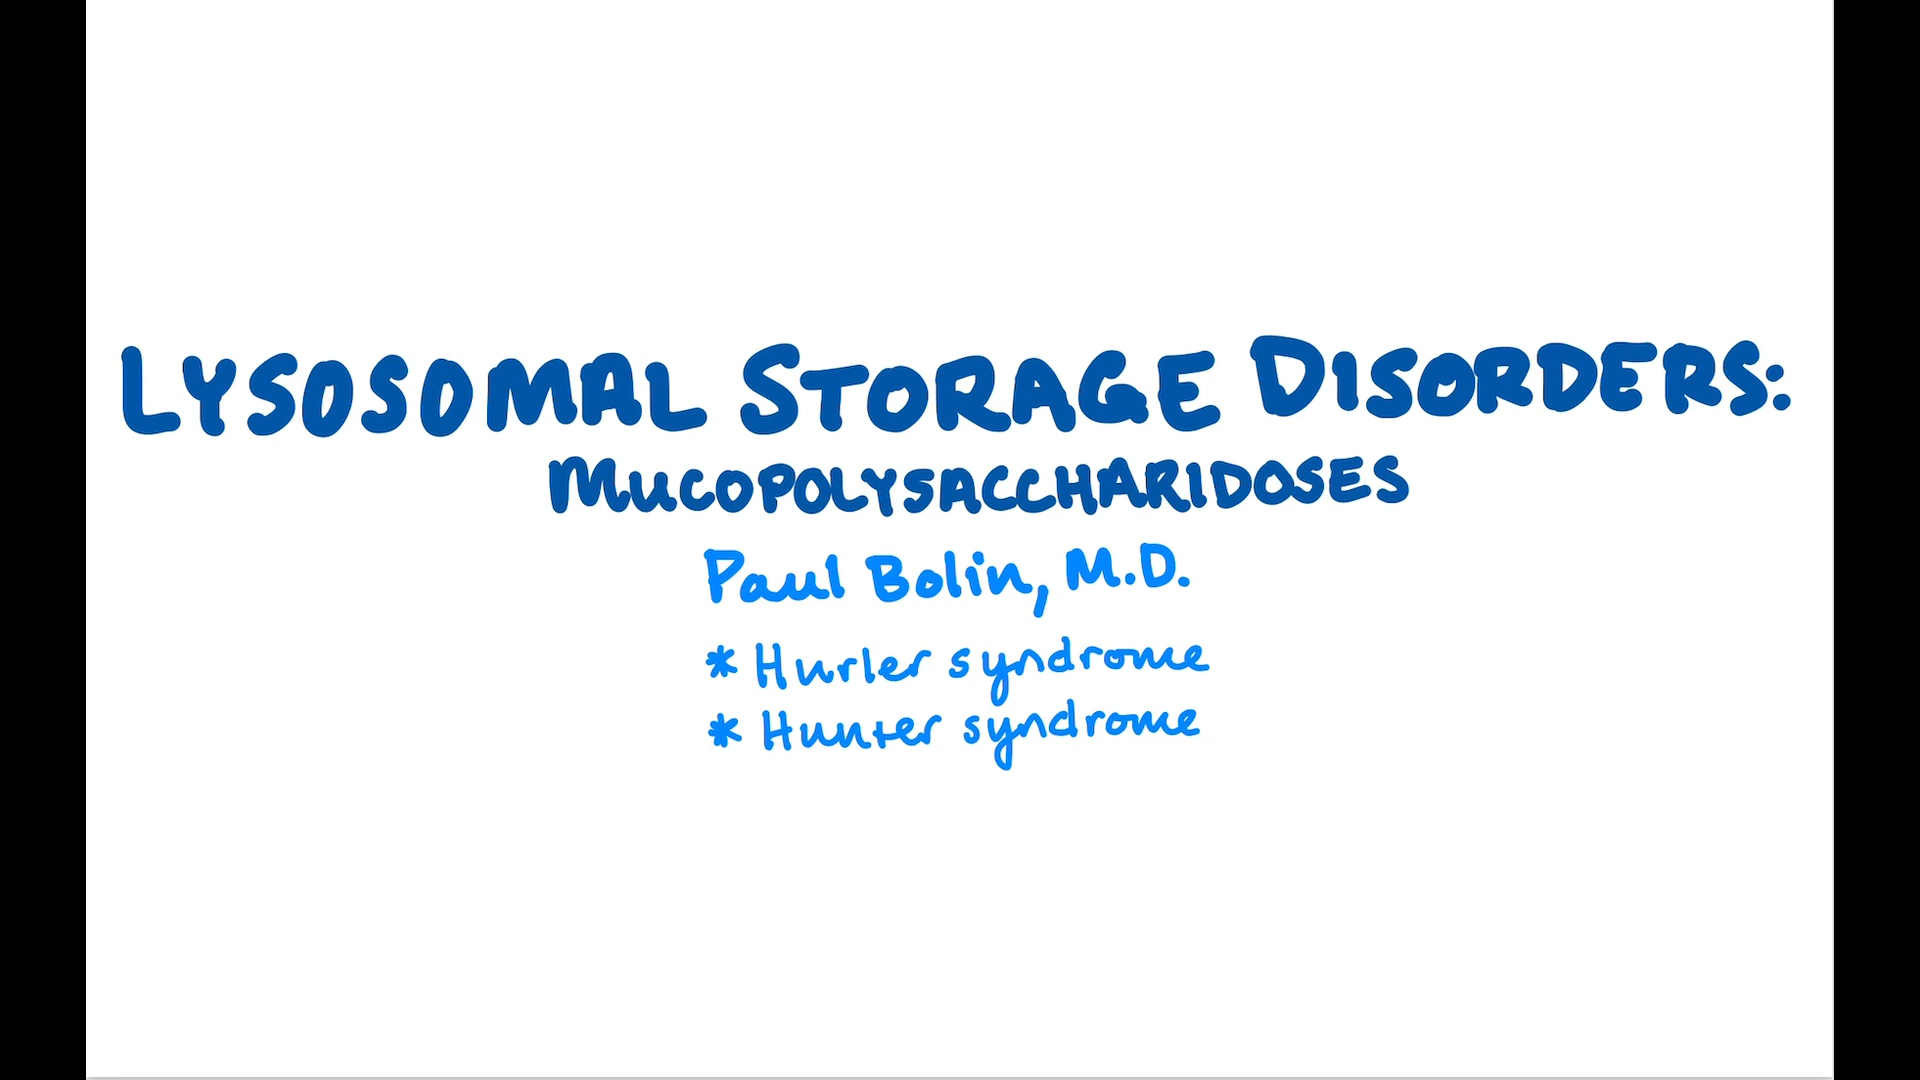 LYSOSOMAL STORAGE DISORDERS:
MUCOPOLYSACCHARIDOSES
Paul Bolin, M.D.
* Hurler syndrome
* Hunter syndrome